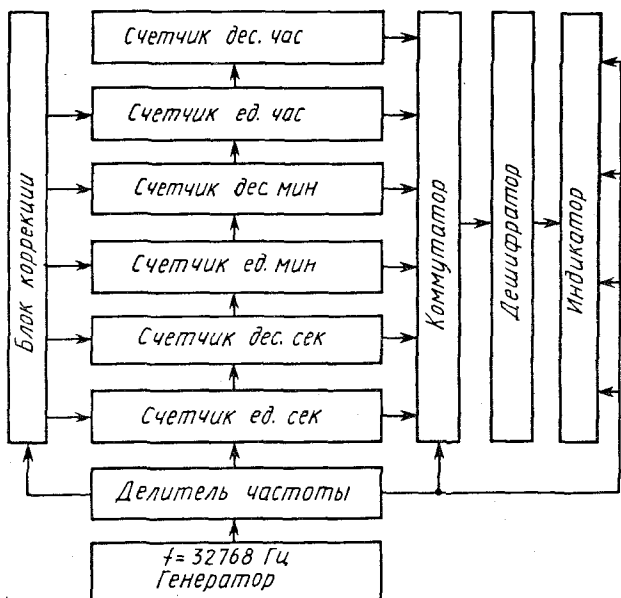 Счетчик дес. час
Счетчик ед. час
Счетчик дес мин
Счетчик ед. мин
Счетчик дес. сек
Счетчик ед. сек
Делитель частоты
f = 32768 Гц
Генератор
Блок коррекции
Коммутатор
Дешифратор
Индикатор